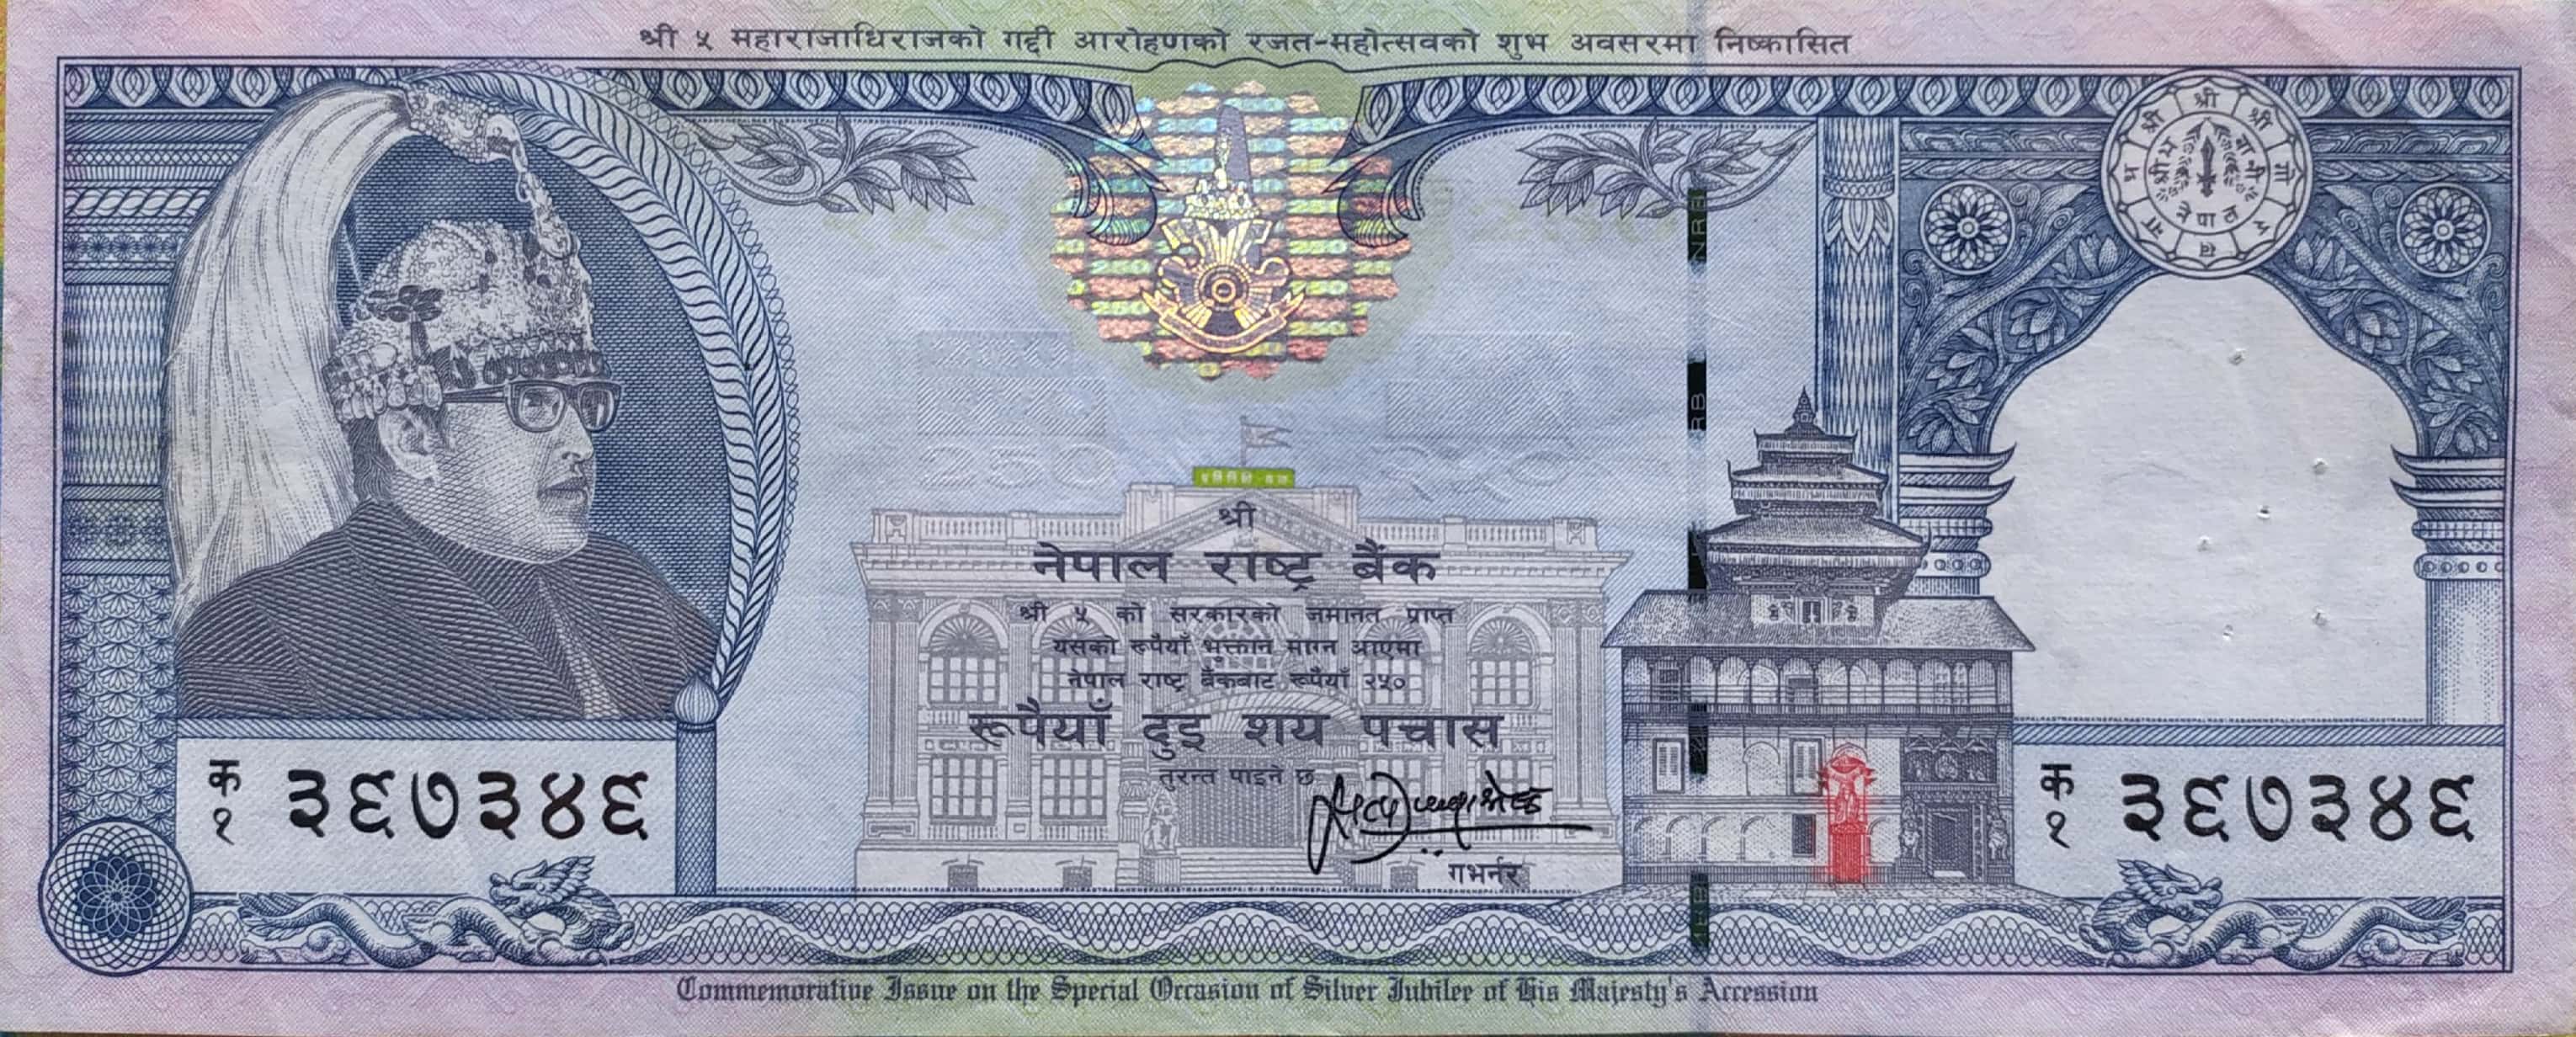 श्री ५ महाराजाधिराजको गद्दी आरोहणको रजत-महोत्सवको शुभ अवसरमा निष्कासित
श्री
नेपाल राष्ट्र बैंक
श्री ५ को सरकारको जमानत प्राप्त
यसको रूपैयाँ भुक्तान माग्न आएमा
नेपाल राष्ट्र बैंकबाट रूपैयाँ २५०
रूपैयाँ दुइ शय पचास
तुरन्त पाइने छ
गभर्नर
क १ ३६७३४६
क १ ३६७३४६
Commemorative Issue on the Special Occasion of Silver Jubilee of His Majesty's Accession